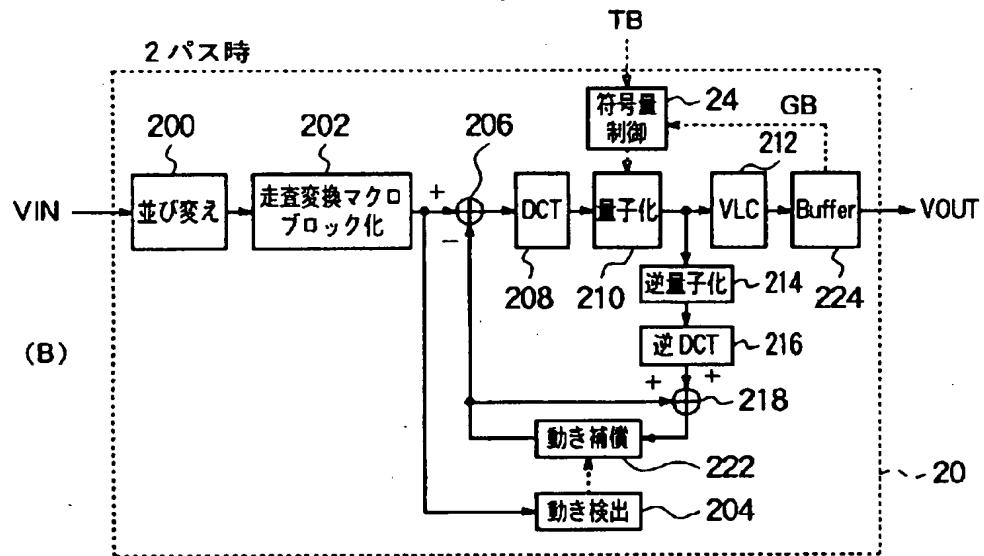 TB
2 パス時
200
202
206
符号量
制御
24
GB
212
VIN
並び変え
走査変換マクロ
ブロック化
+
−
DCT
量子化
VLC
Buffer
VOUT
208
210
224
逆量子化
214
逆 DCT
216
(B)
+
+
218
動き補償
222
20
動き検出
204